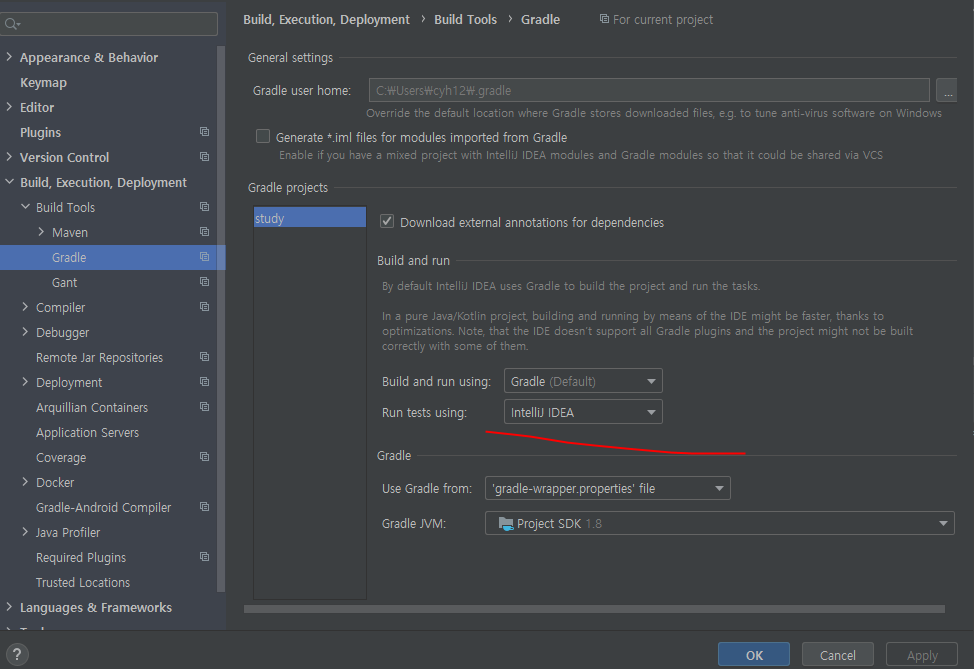 Build, Execution, Deployment › Build Tools › Gradle For current project
Appearance & Behavior
Keymap
Editor
Plugins
Version Control
Build, Execution, Deployment
Build Tools
Maven
Gradle
Gant
Compiler
Debugger
Remote Jar Repositories
Deployment
Arquillian Containers
Application Servers
Coverage
Docker
Gradle-Android Compiler
Java Profiler
Required Plugins
Trusted Locations
Languages & Frameworks
General settings
Gradle user home: C:₩Users₩cyh12₩.gradle ...
Override the default location where Gradle stores downloaded files, e.g. to tune anti-virus software on Windows
Generate *.iml files for modules imported from Gradle
Enable if you have a mixed project with IntelliJ IDEA modules and Gradle modules so that it could be shared via VCS
Gradle projects
study
Download external annotations for dependencies
Build and run
By default IntelliJ IDEA uses Gradle to build the project and run the tasks.
In a pure Java/Kotlin project, building and running by means of the IDE might be faster, thanks to
optimizations. Note, that the IDE doesn't support all Gradle plugins and the project might not be built
correctly with some of them.
Build and run using: Gradle (Default)
Run tests using: IntelliJ IDEA
Gradle
Use Gradle from: 'gradle-wrapper.properties' file
Gradle JVM: Project SDK 1.8
?
OK Cancel Apply